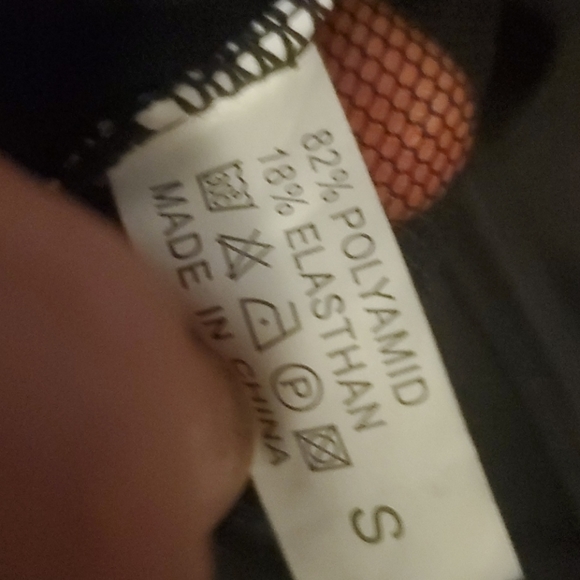 82% POLYAMID
18% ELASTHAN
P
MADE IN CHINA
S